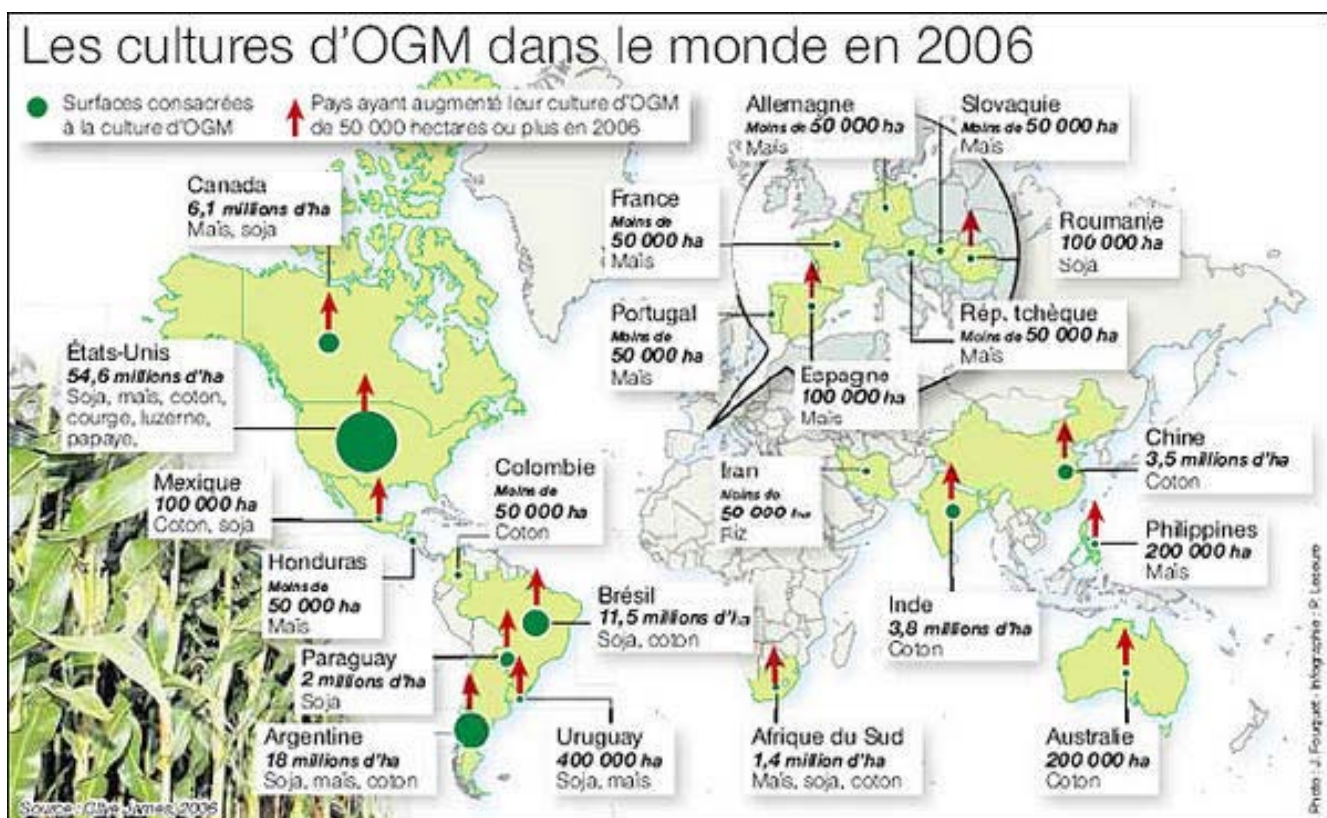 Les cultures d'OGM dans le monde en 2006
Surfaces consacrées
à la culture d'OGM
Pays ayant augmenté leur culture d'OGM
de 50 000 hectares ou plus en 2006
Canada
6,1 millions d'ha
Maïs, soja
États-Unis
54,6 millions d'ha
Soja, maïs, coton,
courge, luzerne,
papaye,
Mexique
100 000 ha
Coton, soja
Honduras
Moins de
50 000 ha
Maïs
Colombie
Moins de
50 000 ha
Coton
Brésil
11,5 millions d'ha
Soja, coton
Paraguay
2 millions d'ha
Soja
Argentine
18 millions d'ha
Soja, maïs, coton
Uruguay
400 000 ha
Soja, maïs
Allemagne
Moins de 50 000 ha
Maïs
Slovaquie
Moins de 50 000 ha
Maïs
France
Moins de
50 000 ha
Maïs
Roumanie
100 000 ha
Soja
Portugal
Moins de
50 000 ha
Maïs
Rép. tchèque
Moins de 50 000 ha
Maïs
Espagne
100 000 ha
Maïs
Iran
Moins de
50 000 ha
Riz
Chine
3,5 millions d'ha
Coton
Philippines
200 000 ha
Maïs
Inde
3,8 millions d'ha
Coton
Afrique du Sud
1,4 million d'ha
Maïs, soja, coton
Australie
200 000 ha
Coton
Source : Clive James, 2006
Photo : J. Fouquet - Infographie : P. Lesoure